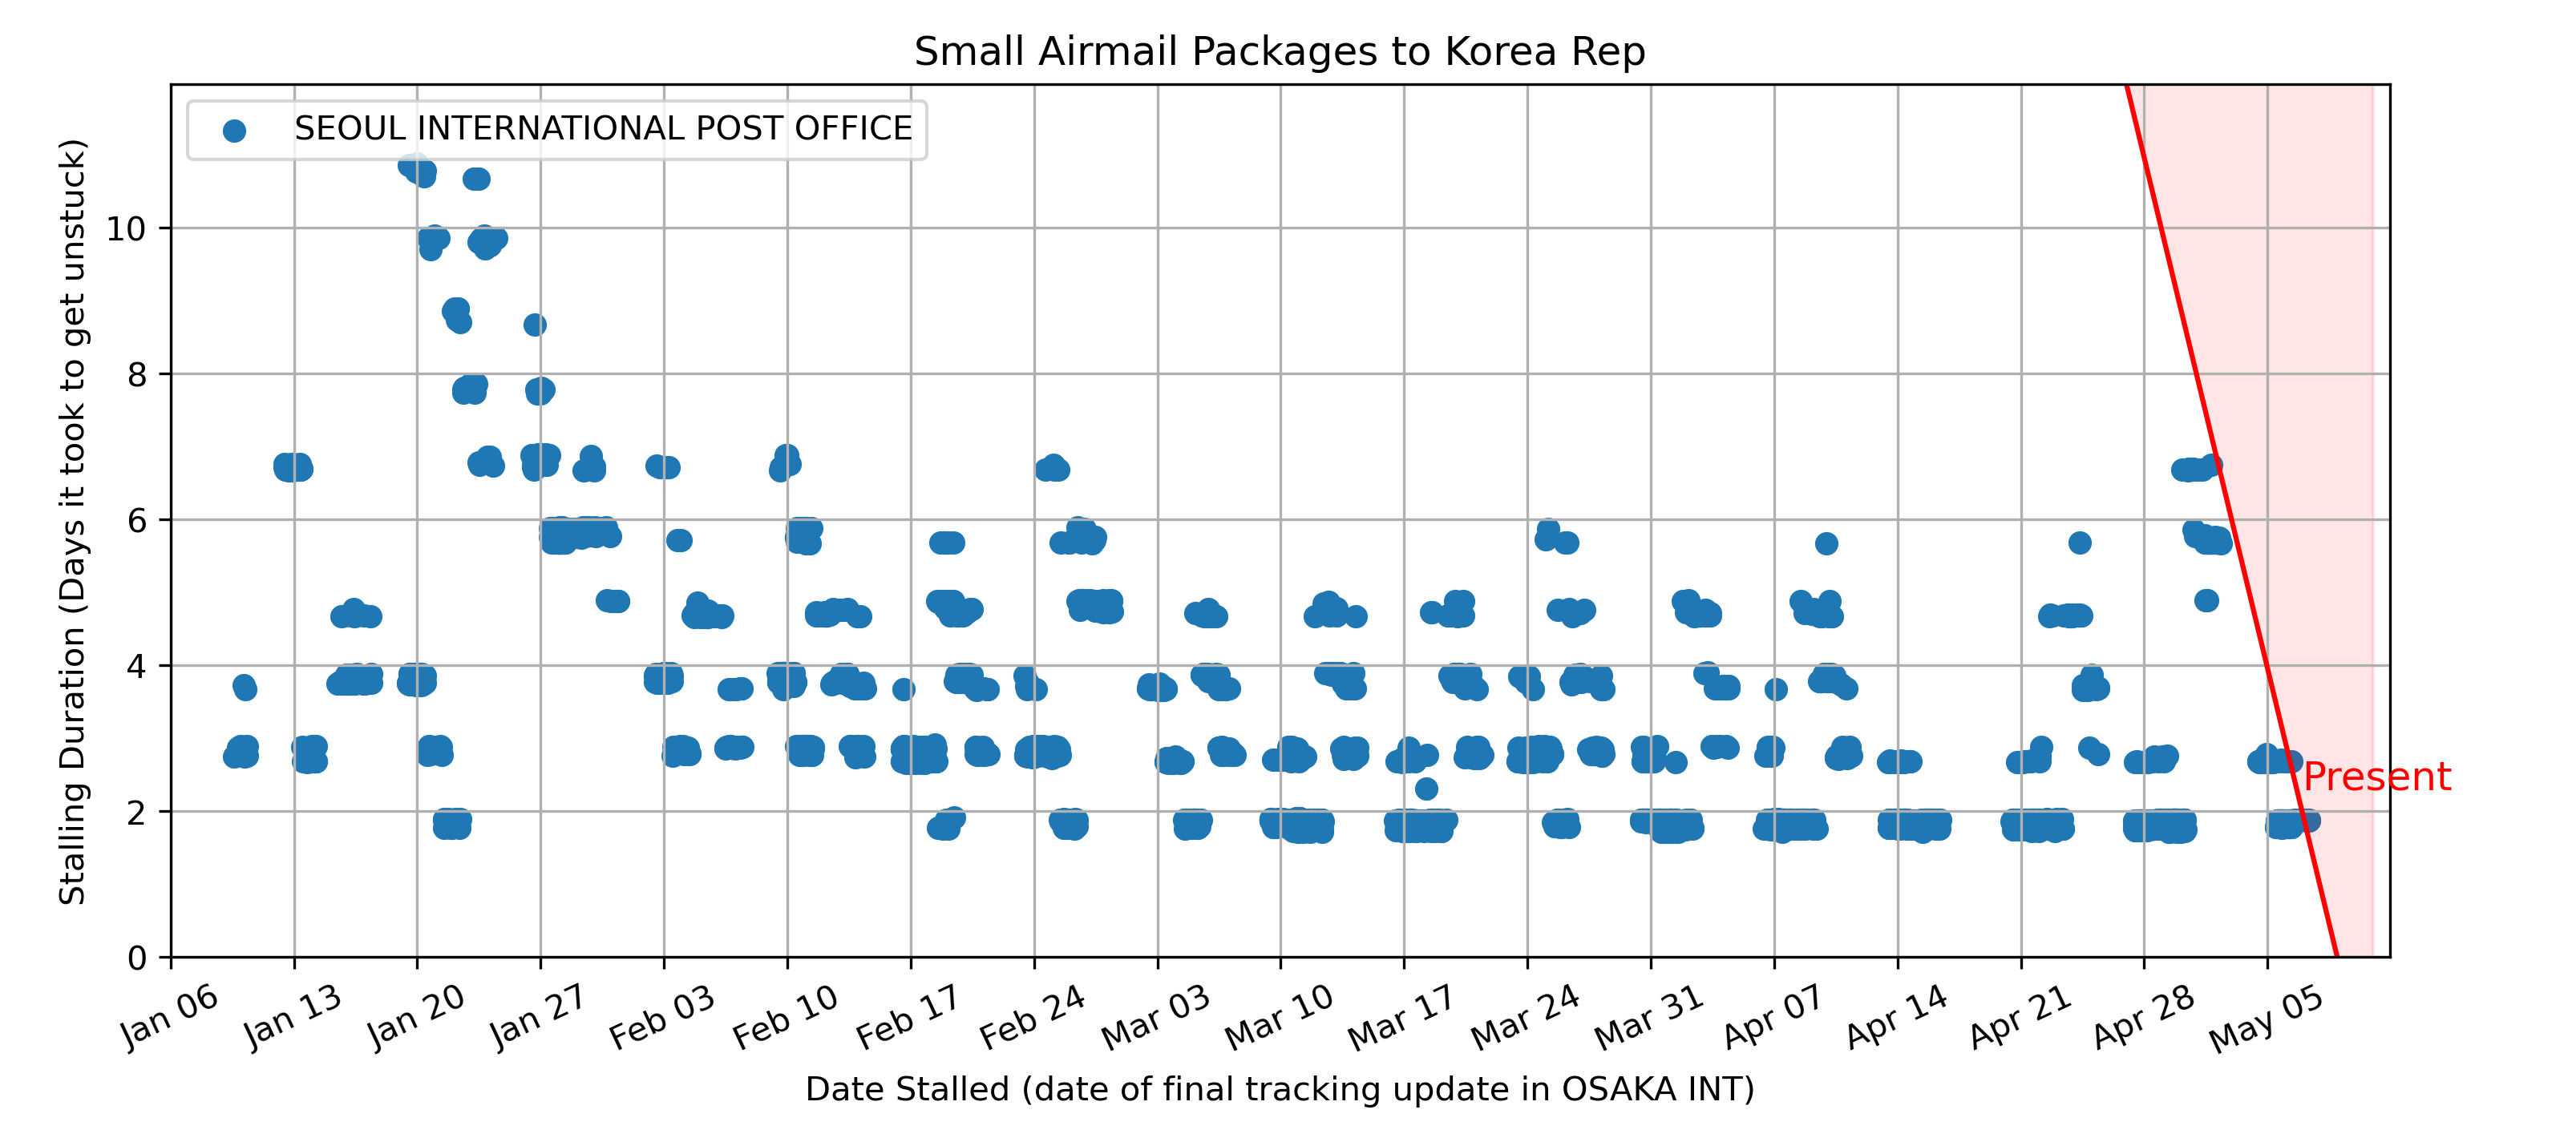 Small Airmail Packages to Korea Rep
SEOUL INTERNATIONAL POST OFFICE
Stalling Duration (Days it took to get unstuck)
10
8
6
4
2
0
Present
Jan 06 Jan 13 Jan 20 Jan 27 Feb 03 Feb 10 Feb 17 Feb 24 Mar 03 Mar 10 Mar 17 Mar 24 Mar 31 Apr 07 Apr 14 Apr 21 Apr 28 May 05
Date Stalled (date of final tracking update in OSAKA INT)